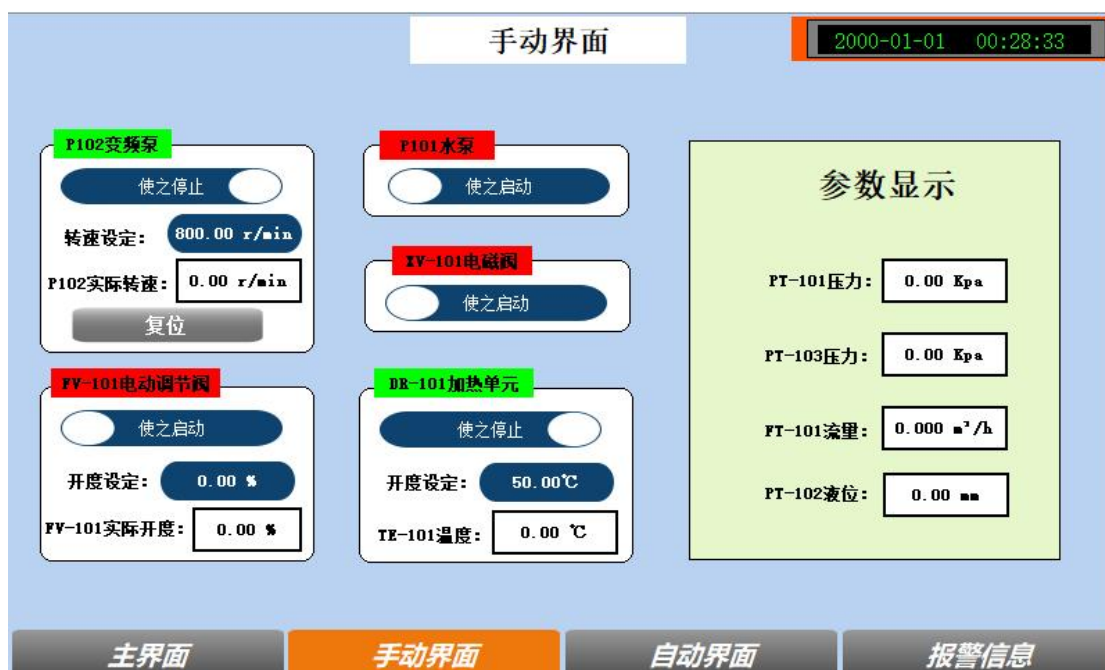 手动界面
2000-01-01 00:28:33
P102变频泵
使之停止
转速设定: 800.00 r/min
P102实际转速: 0.00 r/min
复位
P101水泵
使之启动
XV-101电磁阀
使之启动
FV-101电动调节阀
使之启动
开度设定: 0.00 %
FV-101实际开度: 0.00 %
DR-101加热单元
使之停止
开度设定: 50.00℃
TE-101温度: 0.00 ℃
参数显示
PT-101压力: 0.00 Kpa
PT-103压力: 0.00 Kpa
FT-101流量: 0.000 m³/h
PT-102液位: 0.00 mm
主界面
手动界面
自动界面
报警信息